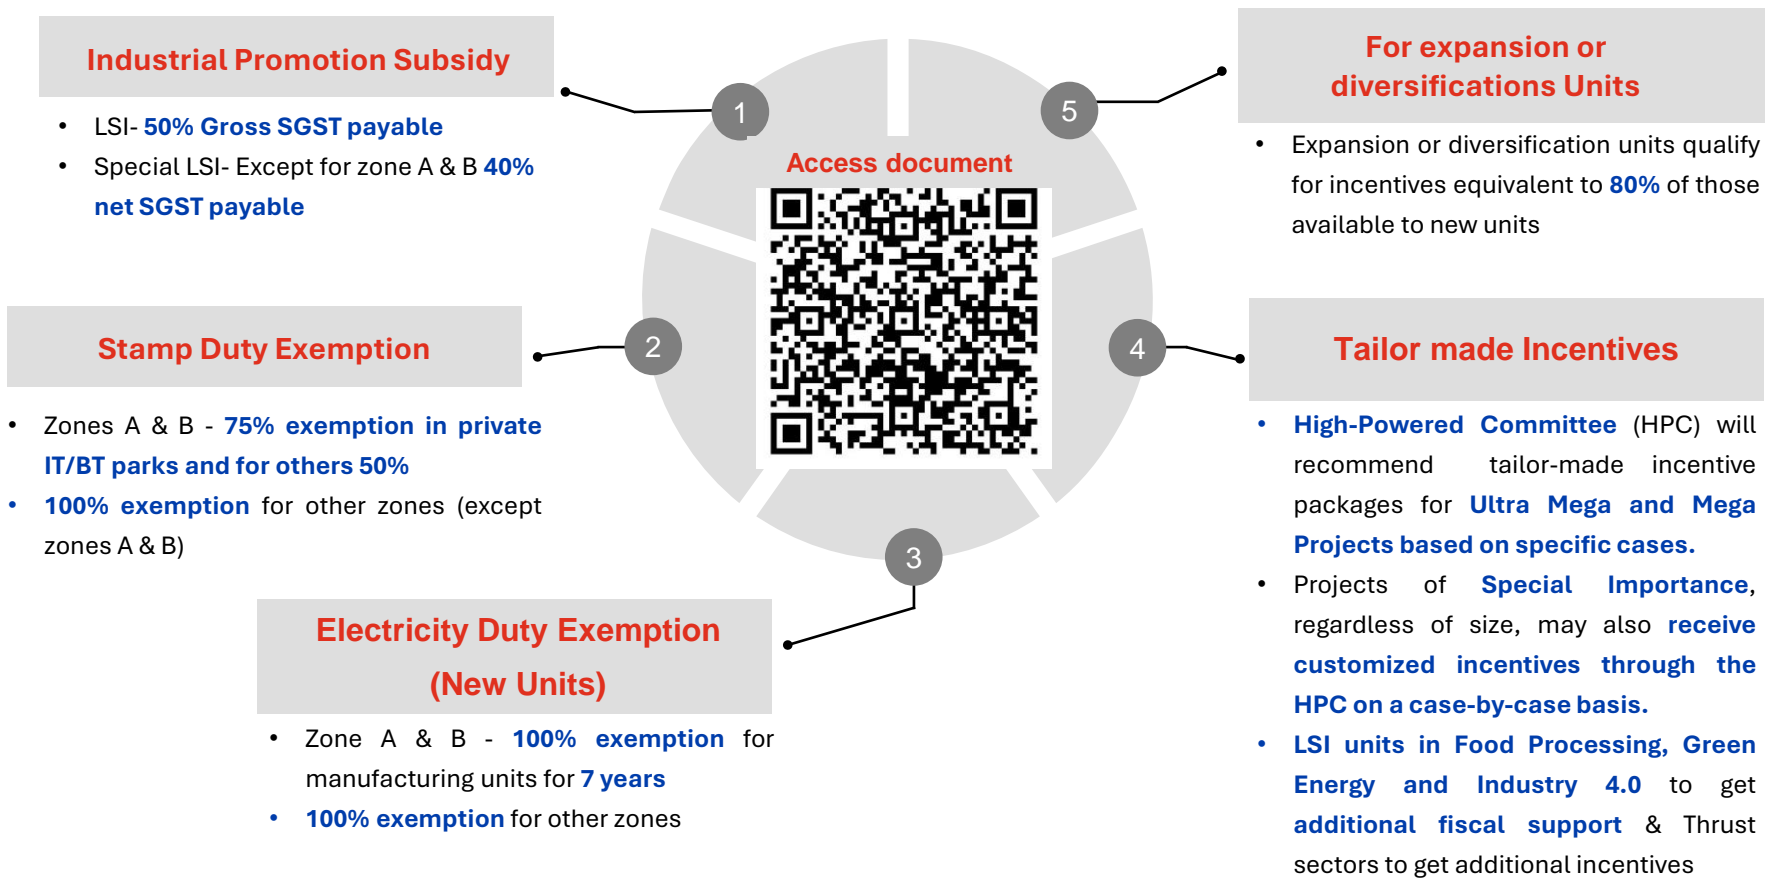 Industrial Promotion Subsidy
• LSI- 50% Gross SGST payable
• Special LSI- Except for zone A & B 40%
net SGST payable
1
Stamp Duty Exemption
• Zones A & B - 75% exemption in private
IT/BT parks and for others 50%
• 100% exemption for other zones (except
zones A & B)
2
Electricity Duty Exemption
(New Units)
• Zone A & B - 100% exemption for
manufacturing units for 7 years
• 100% exemption for other zones
3
Access document
5
For expansion or
diversifications Units
• Expansion or diversification units qualify
for incentives equivalent to 80% of those
available to new units
4
Tailor made Incentives
• High-Powered Committee (HPC) will
recommend tailor-made incentive
packages for Ultra Mega and Mega
Projects based on specific cases.
• Projects of Special Importance,
regardless of size, may also receive
customized incentives through the
HPC on a case-by-case basis.
• LSI units in Food Processing, Green
Energy and Industry 4.0 to get
additional fiscal support & Thrust
sectors to get additional incentives